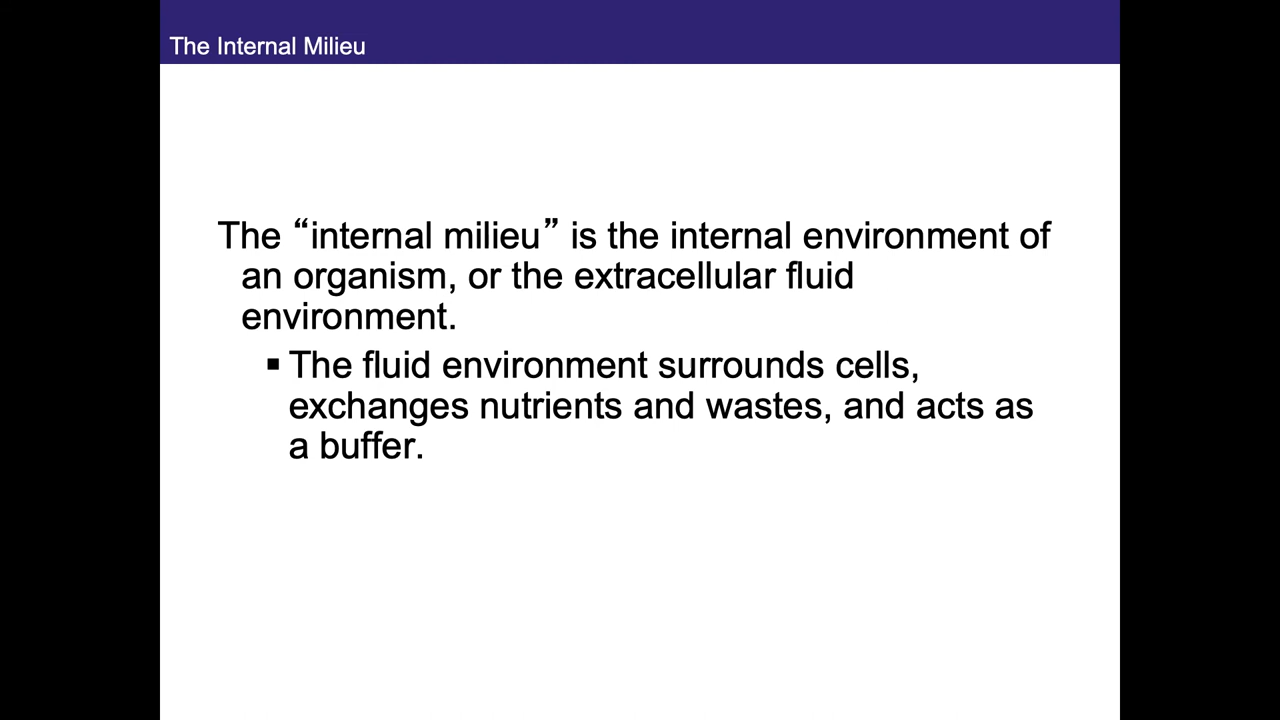 The Internal Milieu
The “internal milieu” is the internal environment of
an organism, or the extracellular fluid
environment.
▪ The fluid environment surrounds cells,
exchanges nutrients and wastes, and acts as
a buffer.